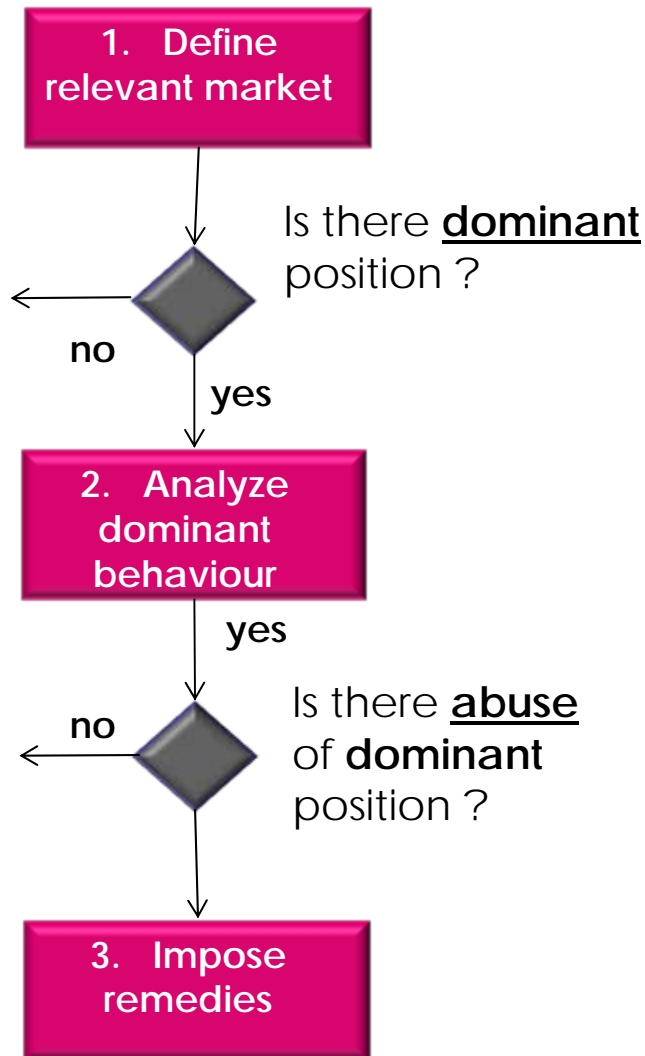 1. Define
relevant market
Is there dominant
position ?
no
yes
2. Analyze
dominant
behaviour
yes
no
Is there abuse
of dominant
position ?
3. Impose
remedies